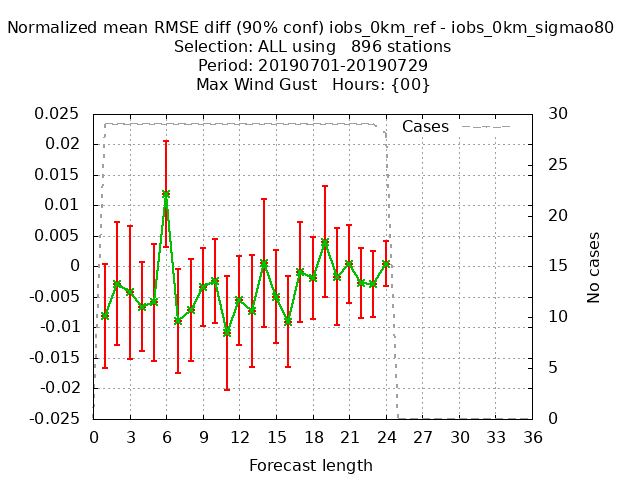 Normalized mean RMSE diff (90% conf) iobs_0km_ref - iobs_0km_sigmao80
Selection: ALL using   896 stations
Period: 20190701-20190729
Max Wind Gust   Hours: {00}
Cases
0.025
0.02
0.015
0.01
0.005
0
-0.005
-0.01
-0.015
-0.02
-0.025
30
25
20
15
10
5
0
No cases
0 3 6 9 12 15 18 21 24 27 30 33 36
Forecast length